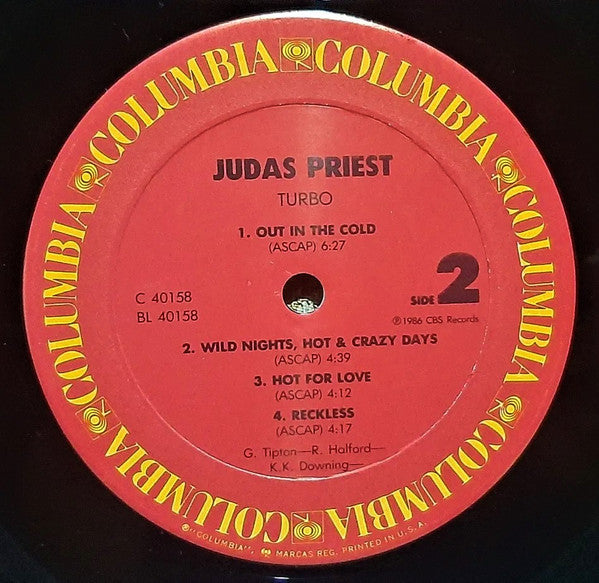 COLUMBIA COLUMBIA COLUMBIA COLUMBIA COLUMBIA COLUMBIA COLUMBIA
JUDAS PRIEST
TURBO
1. OUT IN THE COLD
(ASCAP) 6:27
C 40158
BL 40158
SIDE 2
℗1986 CBS Records
2. WILD NIGHTS, HOT & CRAZY DAYS
(ASCAP) 4:39
3. HOT FOR LOVE
(ASCAP) 4:12
4. RECKLESS
(ASCAP) 4:17
G. Tipton—R. Halford—
K.K. Downing—
®"COLUMBIA", MARCAS REG. PRINTED IN U.S.A.